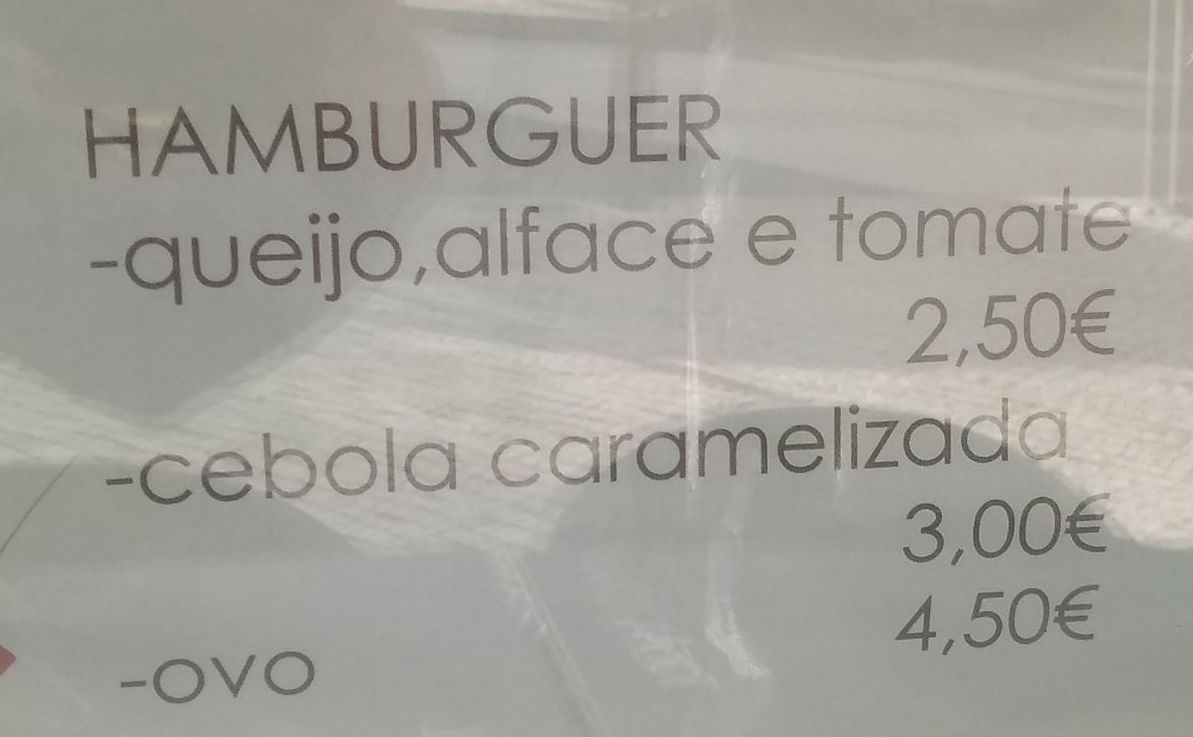 HAMBURGUER
-queijo,alface e tomate
2,50€
-cebola caramelizada
3,00€
4,50€
-ovo